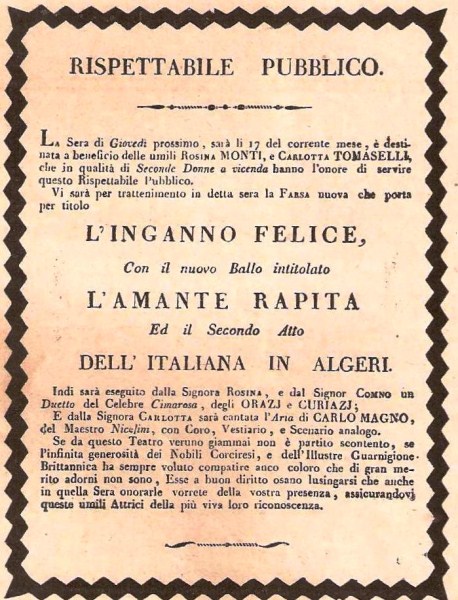 RISPETTABILE PUBBLICO.
LA Sera di Giovedì prossimo, sarà li 17 del corrente mese, è desti-
nata a beneficio delle umili ROSINA MONTI, e CARLOTTA TOMASELLI,
che in qualità di Seconde Donne a vicenda hanno l'onore di servire
questo Rispettabile Pubblico.
Vi sarà per trattenimento in detta sera la FARSA nuova che porta
per titolo
L'INGANNO FELICE,
Con il nuovo Ballo intitolato
L'AMANTE RAPITA
Ed il Secondo Atto
DELL' ITALIANA IN ALGERI.
Indi sarà eseguito dalla Signora ROSINA, e dal Signor COMNO un
Duetto del Celebre Cimarosa, degli ORAZJ e CURIAZJ;
E dalla Signora CARLOTTA sarà cantata l'Aria di CARLO MAGNO,
del Maestro Nicolini, con Coro, Vestiario, e Scenario analogo.
Se da questo Teatro veruno giammai non è partito scontento, se
l'infinita generosità dei Nobili Corciresi, e dell'Illustre Guarnigione
Brittannica ha sempre voluto compatire anco coloro che di gran me-
rito adorni non sono, Esse a buon diritto osano lusingarsi che anche
in quella Sera onorarle vorrete della vostra presenza, assicurandovi
queste umili Attrici della più viva loro riconoscenza.